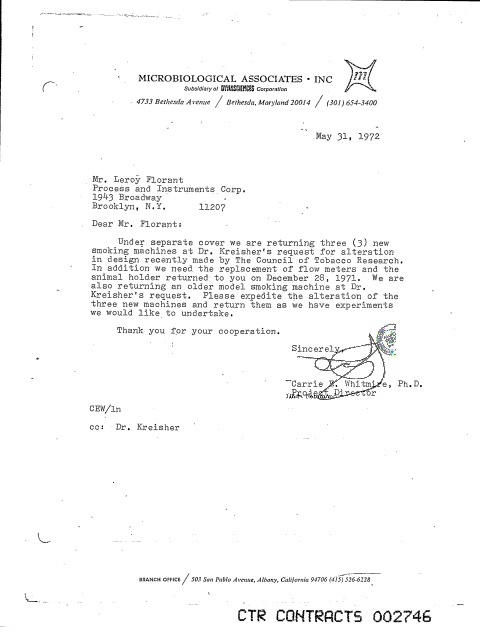 MICROBIOLOGICAL ASSOCIATES • INC
m
Subsidiary of DYNASCIENCES Corporation
4733 Bethesda Avenue / Bethesda, Maryland 20014 / (301) 654-3400
May 31, 1972
Mr. Leroy Florant
Process and Instruments Corp.
1943 Broadway
Brooklyn, N.Y. 11207
Dear Mr. Florant:
Under separate cover we are returning three (3) new
smoking machines at Dr. Kreisher's request for alteration
in design recently made by The Council of Tobacco Research.
In addition we need the replacement of flow meters and the
animal holder returned to you on December 28, 1971. We are
also returning an older model smoking machine at Dr.
Kreisher's request. Please expedite the alteration of the
three new machines and return them as we have experiments
we would like to undertake.
Thank you for your cooperation.
Sincerely,
Carrie E. Whitmire, Ph.D.
Project Director
CEW/ln
cc: Dr. Kreisher
BRANCH OFFICE / 503 San Pablo Avenue, Albany, California 94706 (415) 526-6228
CTR CONTRACTS 002746